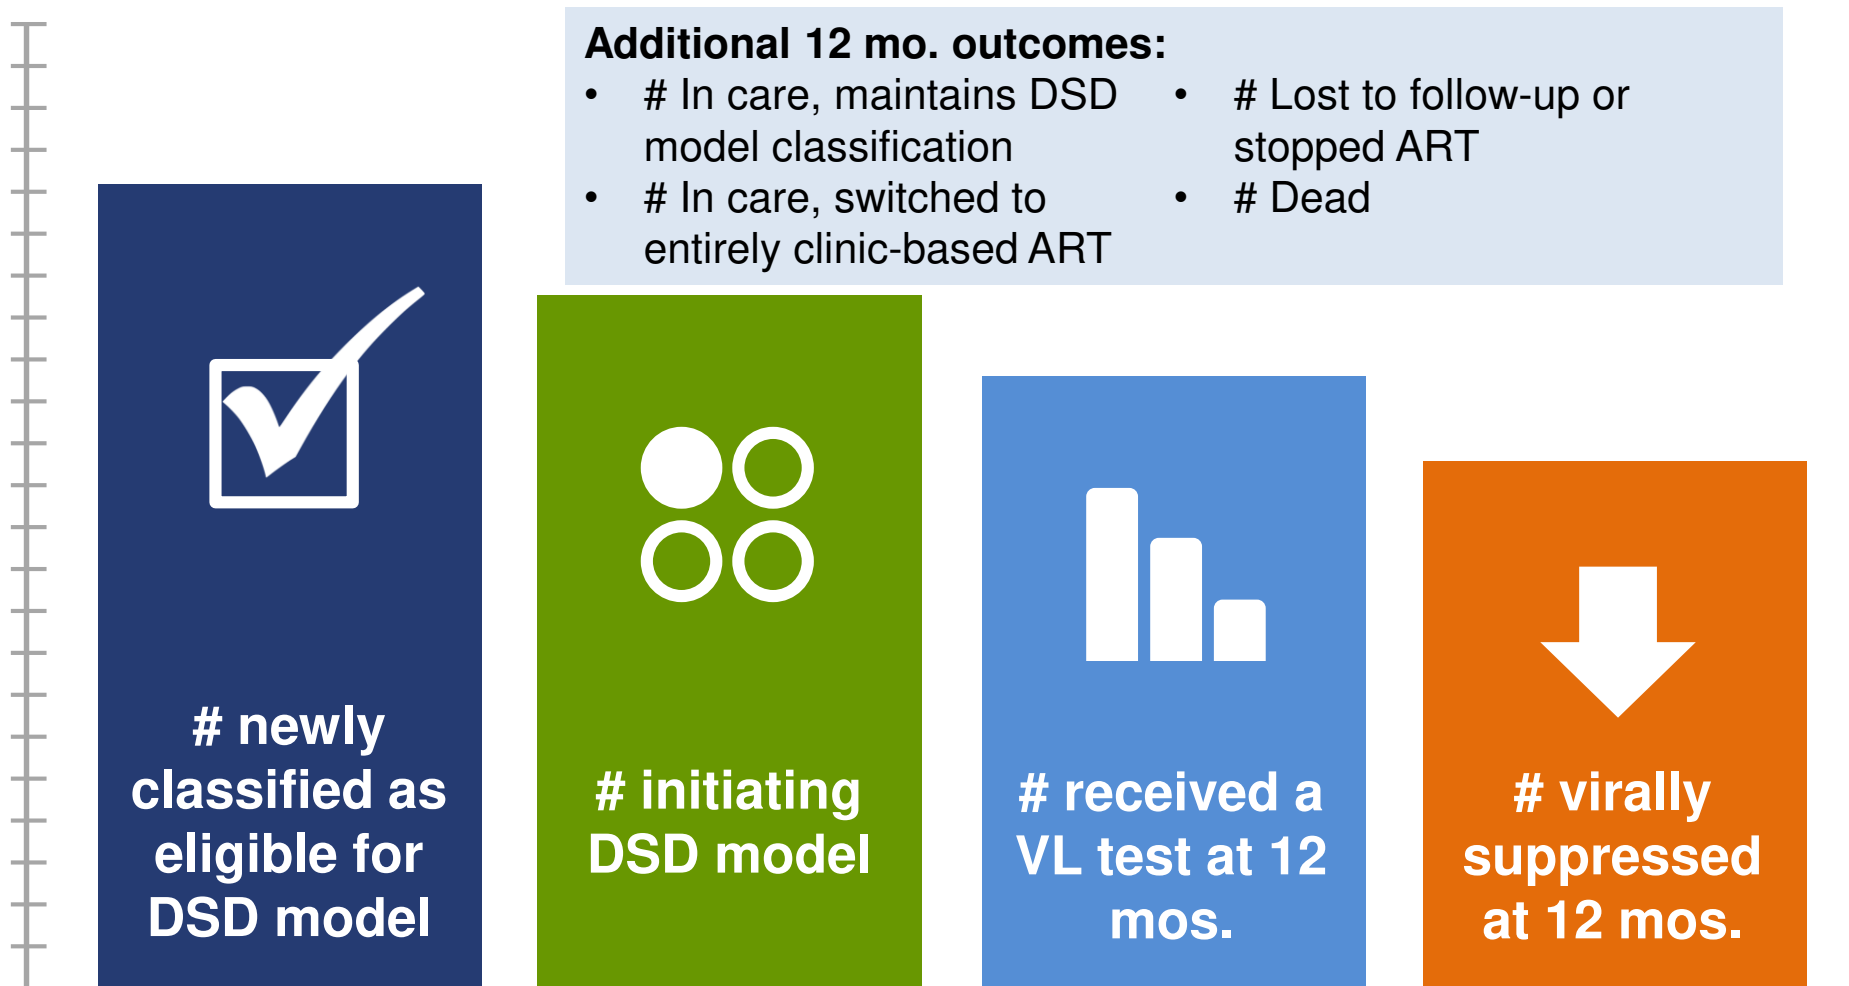 Additional 12 mo. outcomes:
• # In care, maintains DSD
model classification
• # In care, switched to
entirely clinic-based ART
• # Lost to follow-up or
stopped ART
• # Dead
# newly
classified as
eligible for
DSD model
# initiating
DSD model
# received a
VL test at 12
mos.
# virally
suppressed
at 12 mos.